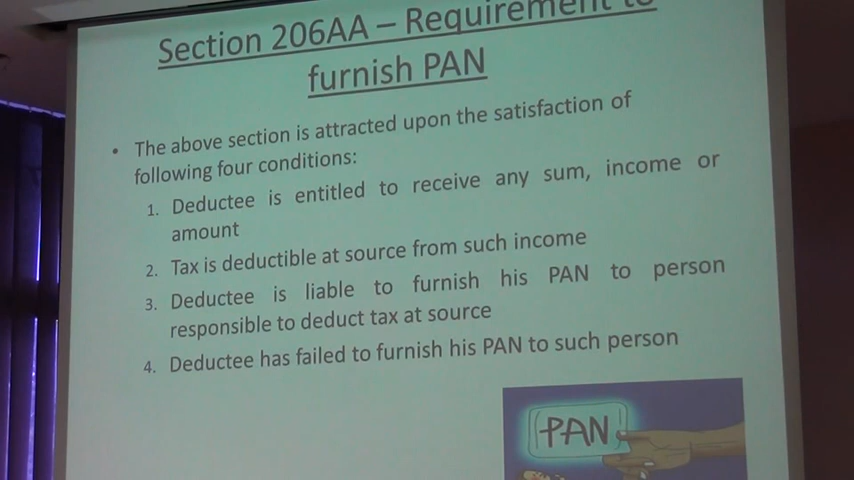 Section 206AA – Requirement to
furnish PAN
• The above section is attracted upon the satisfaction of
following four conditions:
1. Deductee is entitled to receive any sum, income or
amount
2. Tax is deductible at source from such income
3. Deductee is liable to furnish his PAN to person
responsible to deduct tax at source
4. Deductee has failed to furnish his PAN to such person
PAN